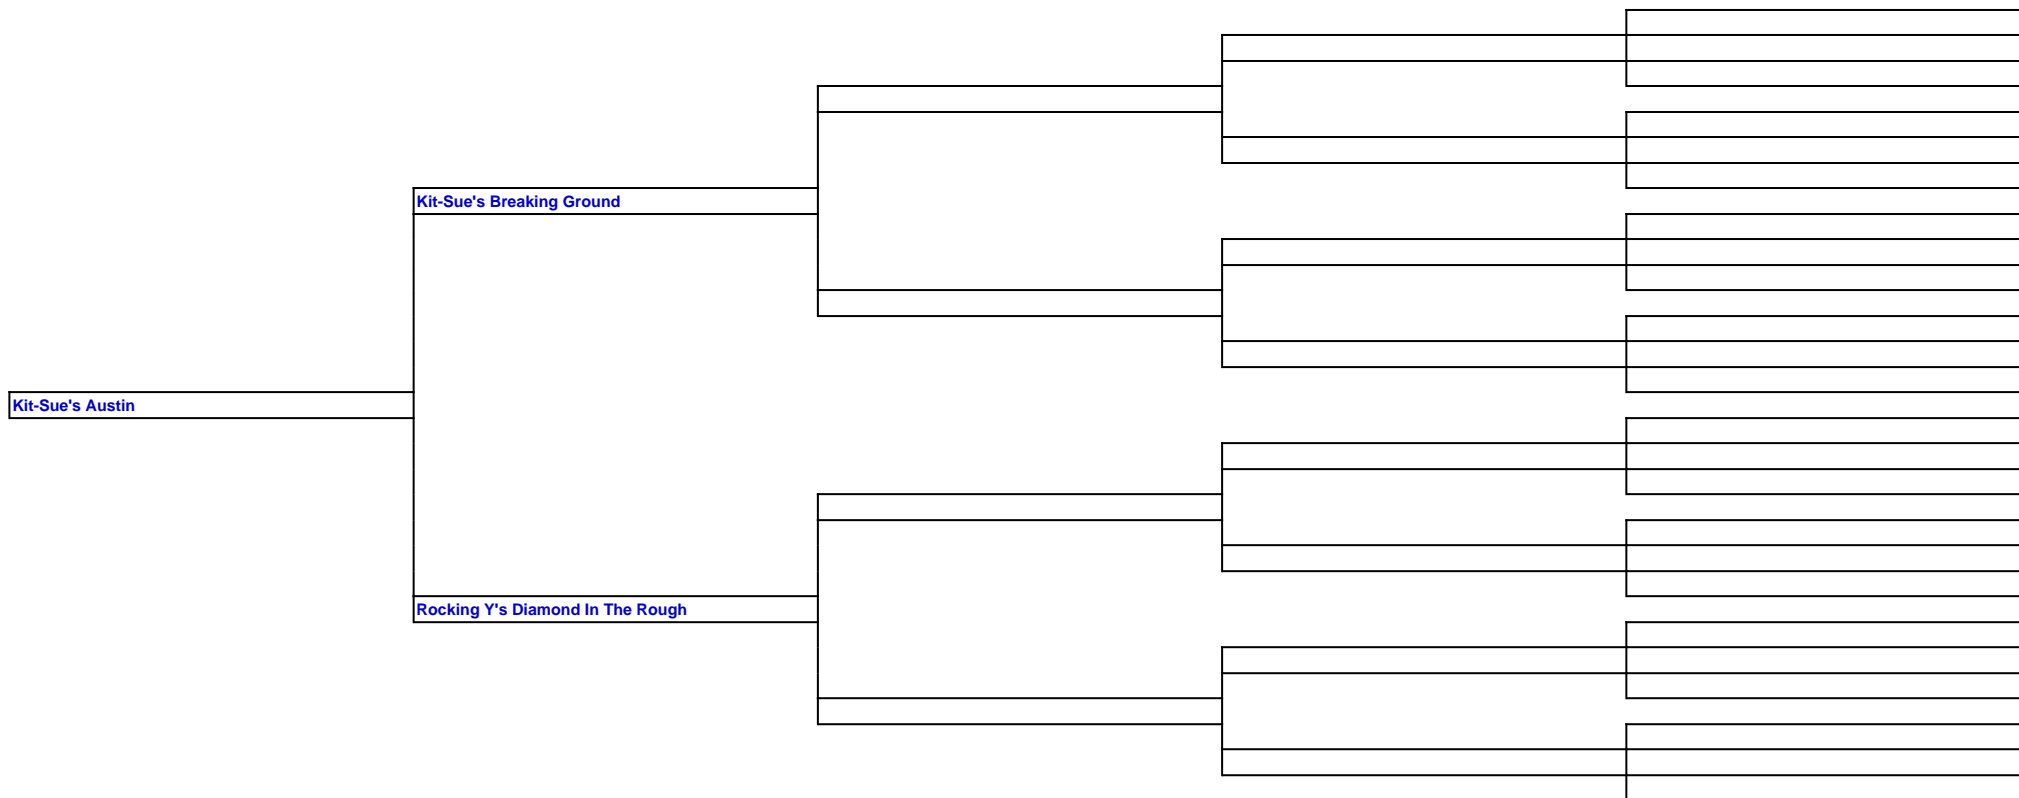 Kit-Sue's Breaking Ground
Kit-Sue's Austin
Rocking Y's Diamond In The Rough